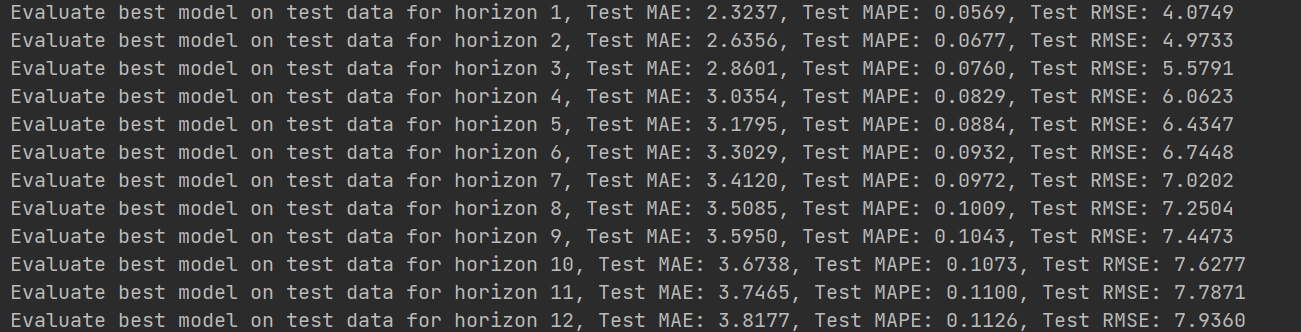 Evaluate best model on test data for horizon 1, Test MAE: 2.3237, Test MAPE: 0.0569, Test RMSE: 4.0749
Evaluate best model on test data for horizon 2, Test MAE: 2.6356, Test MAPE: 0.0677, Test RMSE: 4.9733
Evaluate best model on test data for horizon 3, Test MAE: 2.8601, Test MAPE: 0.0760, Test RMSE: 5.5791
Evaluate best model on test data for horizon 4, Test MAE: 3.0354, Test MAPE: 0.0829, Test RMSE: 6.0623
Evaluate best model on test data for horizon 5, Test MAE: 3.1795, Test MAPE: 0.0884, Test RMSE: 6.4347
Evaluate best model on test data for horizon 6, Test MAE: 3.3029, Test MAPE: 0.0932, Test RMSE: 6.7448
Evaluate best model on test data for horizon 7, Test MAE: 3.4120, Test MAPE: 0.0972, Test RMSE: 7.0202
Evaluate best model on test data for horizon 8, Test MAE: 3.5085, Test MAPE: 0.1009, Test RMSE: 7.2504
Evaluate best model on test data for horizon 9, Test MAE: 3.5950, Test MAPE: 0.1043, Test RMSE: 7.4473
Evaluate best model on test data for horizon 10, Test MAE: 3.6738, Test MAPE: 0.1073, Test RMSE: 7.6277
Evaluate best model on test data for horizon 11, Test MAE: 3.7465, Test MAPE: 0.1100, Test RMSE: 7.7871
Evaluate best model on test data for horizon 12, Test MAE: 3.8177, Test MAPE: 0.1126, Test RMSE: 7.9360